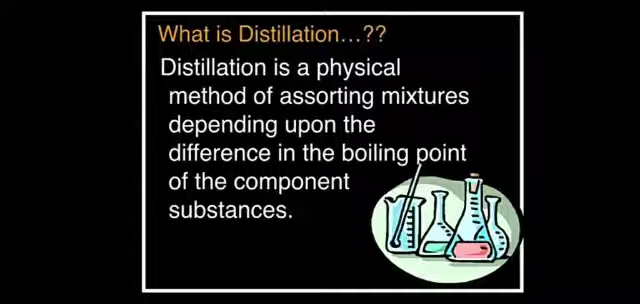 What is Distillation...??
Distillation is a physical
method of assorting mixtures
depending upon the
difference in the boiling point
of the component
substances.